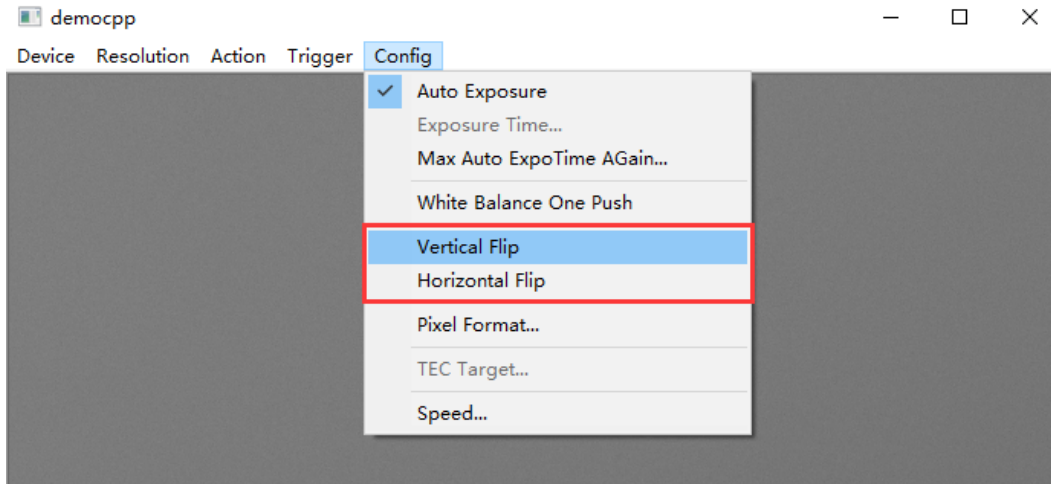 democpp
Device Resolution Action Trigger Config
Auto Exposure
Exposure Time...
Max Auto ExpoTime AGain...
White Balance One Push
Vertical Flip
Horizontal Flip
Pixel Format...
TEC Target...
Speed...